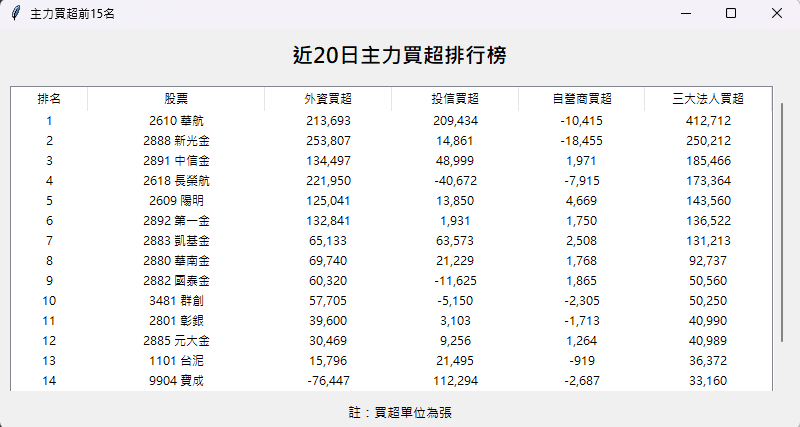 主力買超前15名
近20日主力買超排行榜
排名 股票 外資買超 投信買超 自營商買超 三大法人買超
1 2610 華航 213,693 209,434 -10,415 412,712
2 2888 新光金 253,807 14,861 -18,455 250,212
3 2891 中信金 134,497 48,999 1,971 185,466
4 2618 長榮航 221,950 -40,672 -7,915 173,364
5 2609 陽明 125,041 13,850 4,669 143,560
6 2892 第一金 132,841 1,931 1,750 136,522
7 2883 凱基金 65,133 63,573 2,508 131,213
8 2880 華南金 69,740 21,229 1,768 92,737
9 2882 國泰金 60,320 -11,625 1,865 50,560
10 3481 群創 57,705 -5,150 -2,305 50,250
11 2801 彰銀 39,600 3,103 -1,713 40,990
12 2885 元大金 30,469 9,256 1,264 40,989
13 1101 台泥 15,796 21,495 -919 36,372
14 9904 寶成 -76,447 112,294 -2,687 33,160
註：買超單位為張